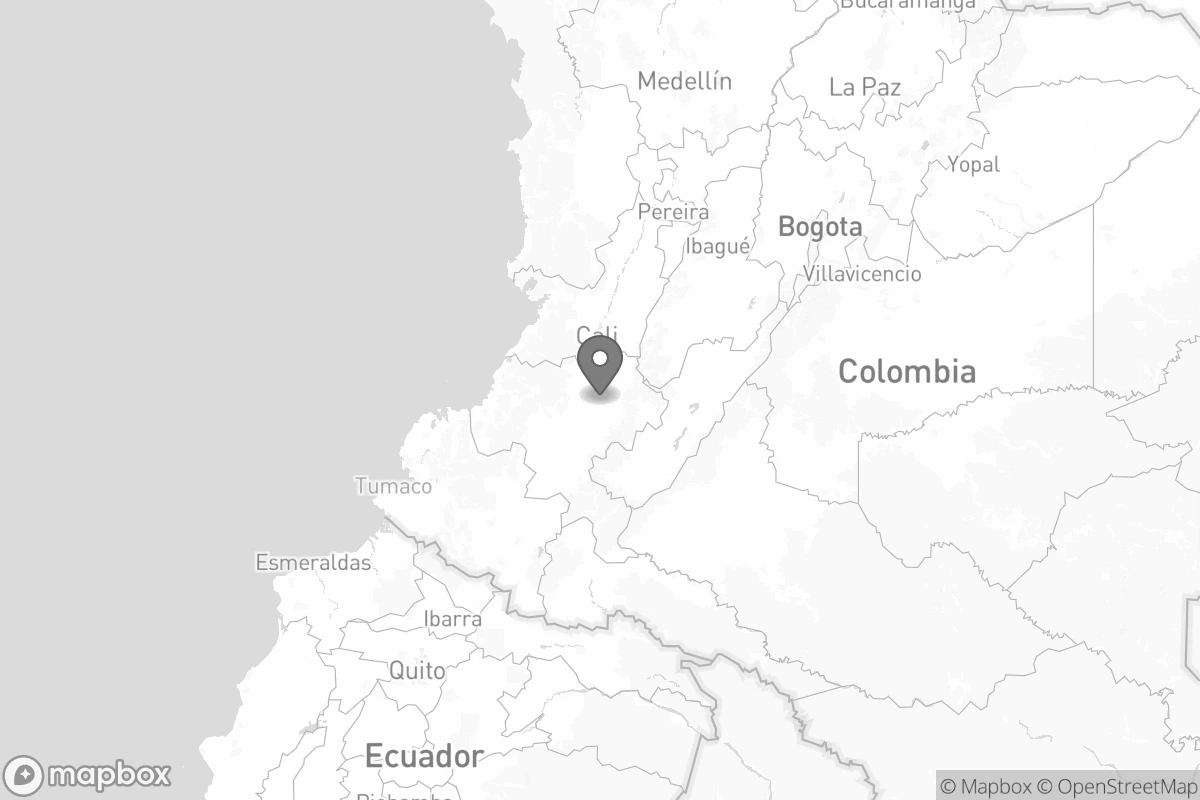 Bucaramanga
Medellín
La Paz
Yopal
Pereira
Bogota
Ibagué
Villavicencio
Cali
Colombia
Tumaco
Esmeraldas
Ibarra
Quito
Ecuador
mapbox
© Mapbox © OpenStreetMap